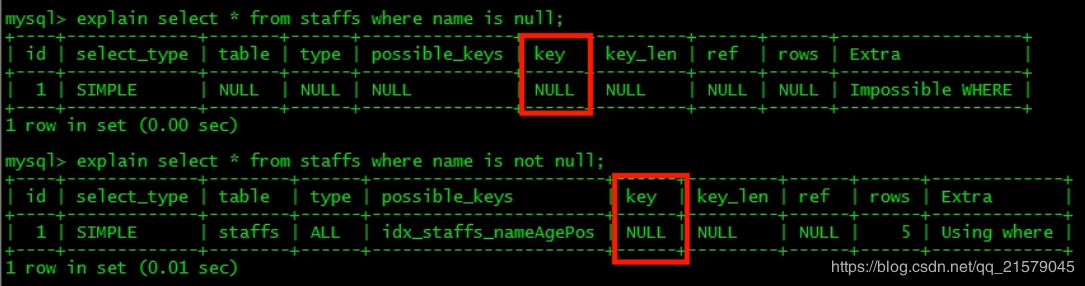 mysql> explain select * from staffs where name is null;
+----+-------------+-------+------+---------------+------+---------+------+------+------------------+
| id | select_type | table | type | possible_keys | key | key_len | ref | rows | Extra |
+----+-------------+-------+------+---------------+------+---------+------+------+------------------+
| 1 | SIMPLE | NULL | NULL | NULL | NULL | NULL | NULL | NULL | Impossible WHERE |
+----+-------------+-------+------+---------------+------+---------+------+------+------------------+
1 row in set (0.00 sec)
mysql> explain select * from staffs where name is not null;
+----+-------------+--------+------+-----------------------+------+---------+------+------+-------------+
| id | select_type | table | type | possible_keys | key | key_len | ref | rows | Extra |
+----+-------------+--------+------+-----------------------+------+---------+------+------+-------------+
| 1 | SIMPLE | staffs | ALL | idx_staffs_nameAgePos | NULL | NULL | NULL | 5 | Using where |
+----+-------------+--------+------+-----------------------+------+---------+------+------+-------------+
1 row in set (0.01 sec)
https://blog.csdn.net/qq_21579045